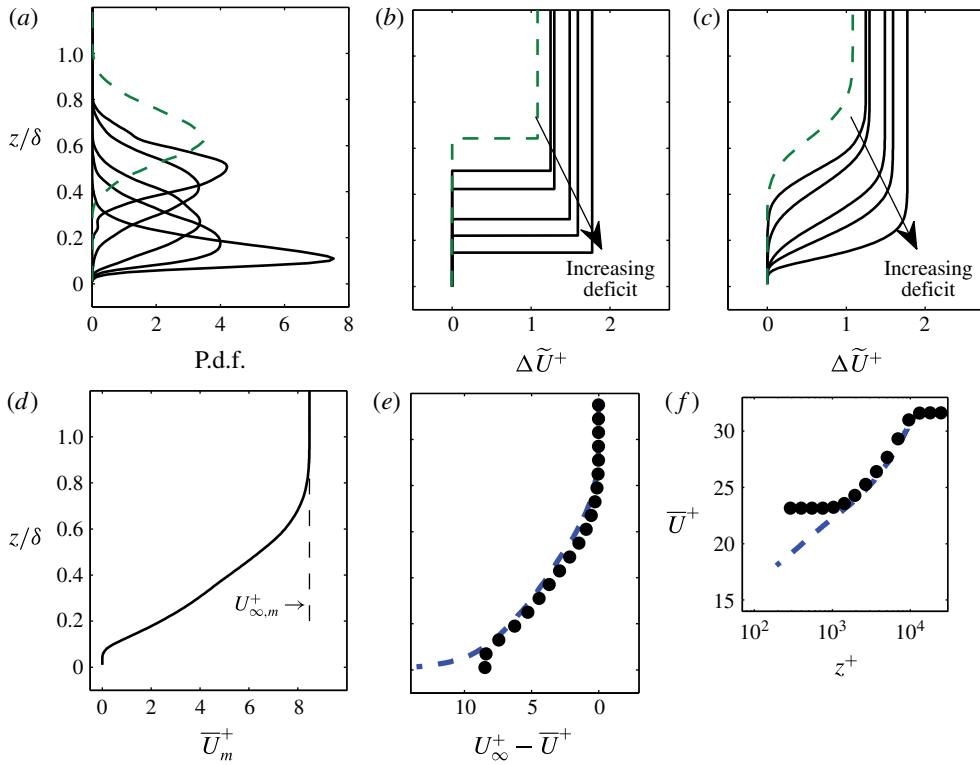 (a)
1.0
0.8
z/δ
0.6
0.4
0.2
0
0 2 4 6 8
P.d.f.
(b)
Increasing
deficit
0 1 2
ΔŨ⁺
(c)
Increasing
deficit
0 1 2
ΔŨ⁺
(d)
1.0
0.8
z/δ
0.6
0.4
0.2
0
U⁺∞,m →
0 2 4 6 8
U̅⁺m
(e)
10 5 0
U⁺∞ − U̅⁺
(f)
30
25
U̅⁺
20
15
10² 10³ 10⁴
z⁺